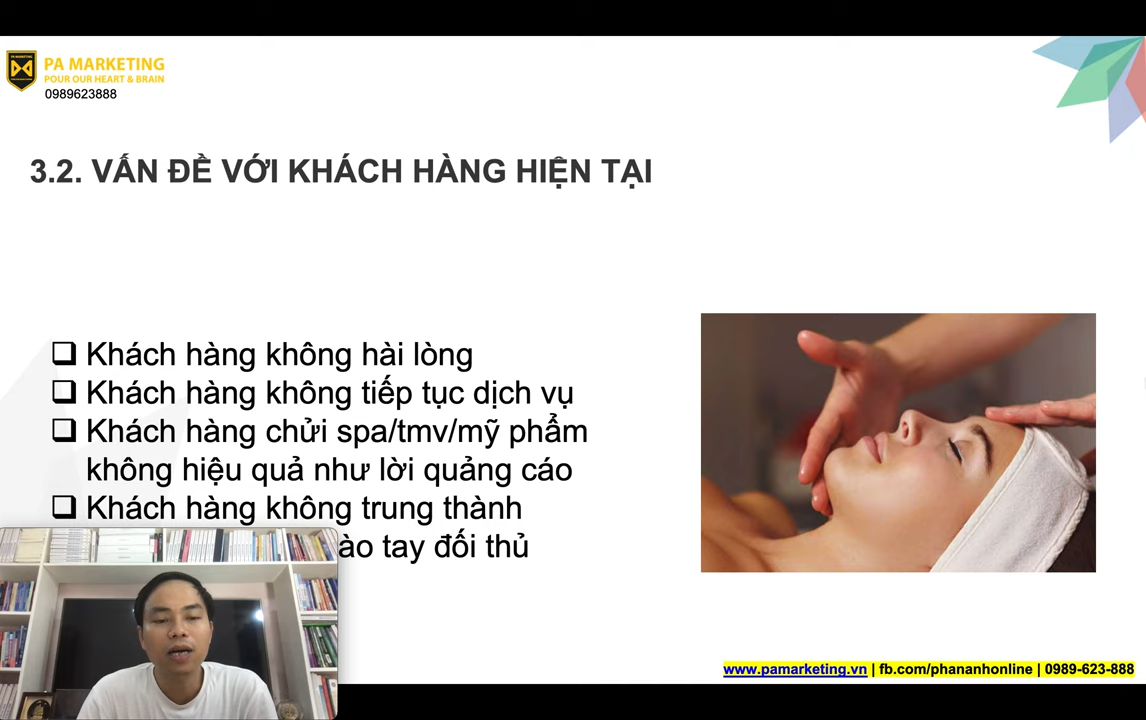 PA MARKETING
POUR OUR HEART & BRAIN
0989623888
3.2. VẤN ĐỀ VỚI KHÁCH HÀNG HIỆN TẠI
Khách hàng không hài lòng
Khách hàng không tiếp tục dịch vụ
Khách hàng chửi spa/tmv/mỹ phẩm
không hiệu quả như lời quảng cáo
Khách hàng không trung thành
tay đối thủ
www.pamarketing.vn | fb.com/phananhonline | 0989-623-888